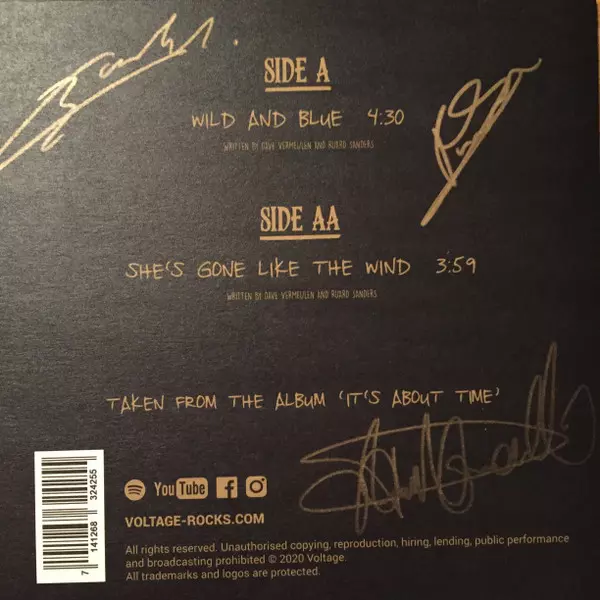 SIDE A
WILD AND BLUE 4:30
WRITTEN BY DAVE VERMEULEN AND RUARD SANDERS
SIDE AA
SHE'S GONE LIKE THE WIND 3:59
WRITTEN BY DAVE VERMEULEN AND RUARD SANDERS
TAKEN FROM THE ALBUM 'IT'S ABOUT TIME'
YouTube
VOLTAGE-ROCKS.COM
All rights reserved. Unauthorised copying, reproduction, hiring, lending, public performance
and broadcasting prohibited © 2020 Voltage.
All trademarks and logos are protected.
7 141268 324255